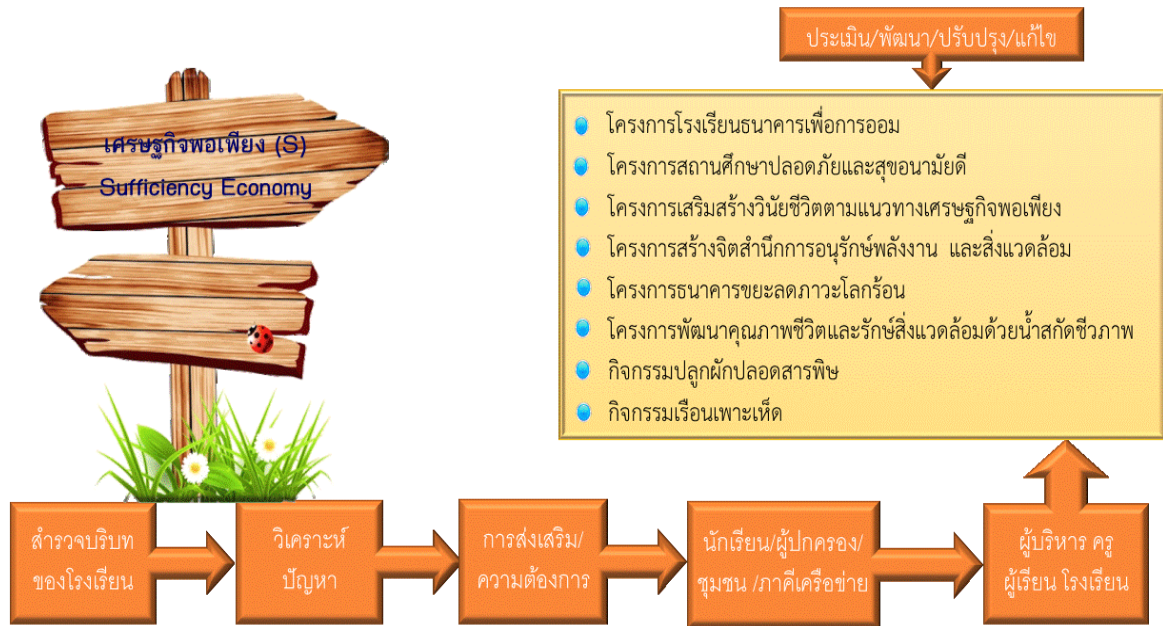 ประเมิน/พัฒนา/ปรับปรุง/แก้ไข
เศรษฐกิจพอเพียง (S)
Sufficiency Economy
โครงการโรงเรียนธนาคารเพื่อการออม
โครงการสถานศึกษาปลอดภัยและสุขอนามัยดี
โครงการเสริมสร้างวินัยชีวิตตามแนวทางเศรษฐกิจพอเพียง
โครงการสร้างจิตสำนึกการอนุรักษ์พลังงาน และสิ่งแวดล้อม
โครงการธนาคารขยะลดภาวะโลกร้อน
โครงการพัฒนาคุณภาพชีวิตและรักษ์สิ่งแวดล้อมด้วยน้ำสกัดชีวภาพ
กิจกรรมปลูกผักปลอดสารพิษ
กิจกรรมเรือนเพาะเห็ด
สำรวจบริบท
ของโรงเรียน
วิเคราะห์
ปัญหา
การส่งเสริม/
ความต้องการ
นักเรียน/ผู้ปกครอง/
ชุมชน /ภาคีเครือข่าย
ผู้บริหาร ครู
ผู้เรียน โรงเรียน